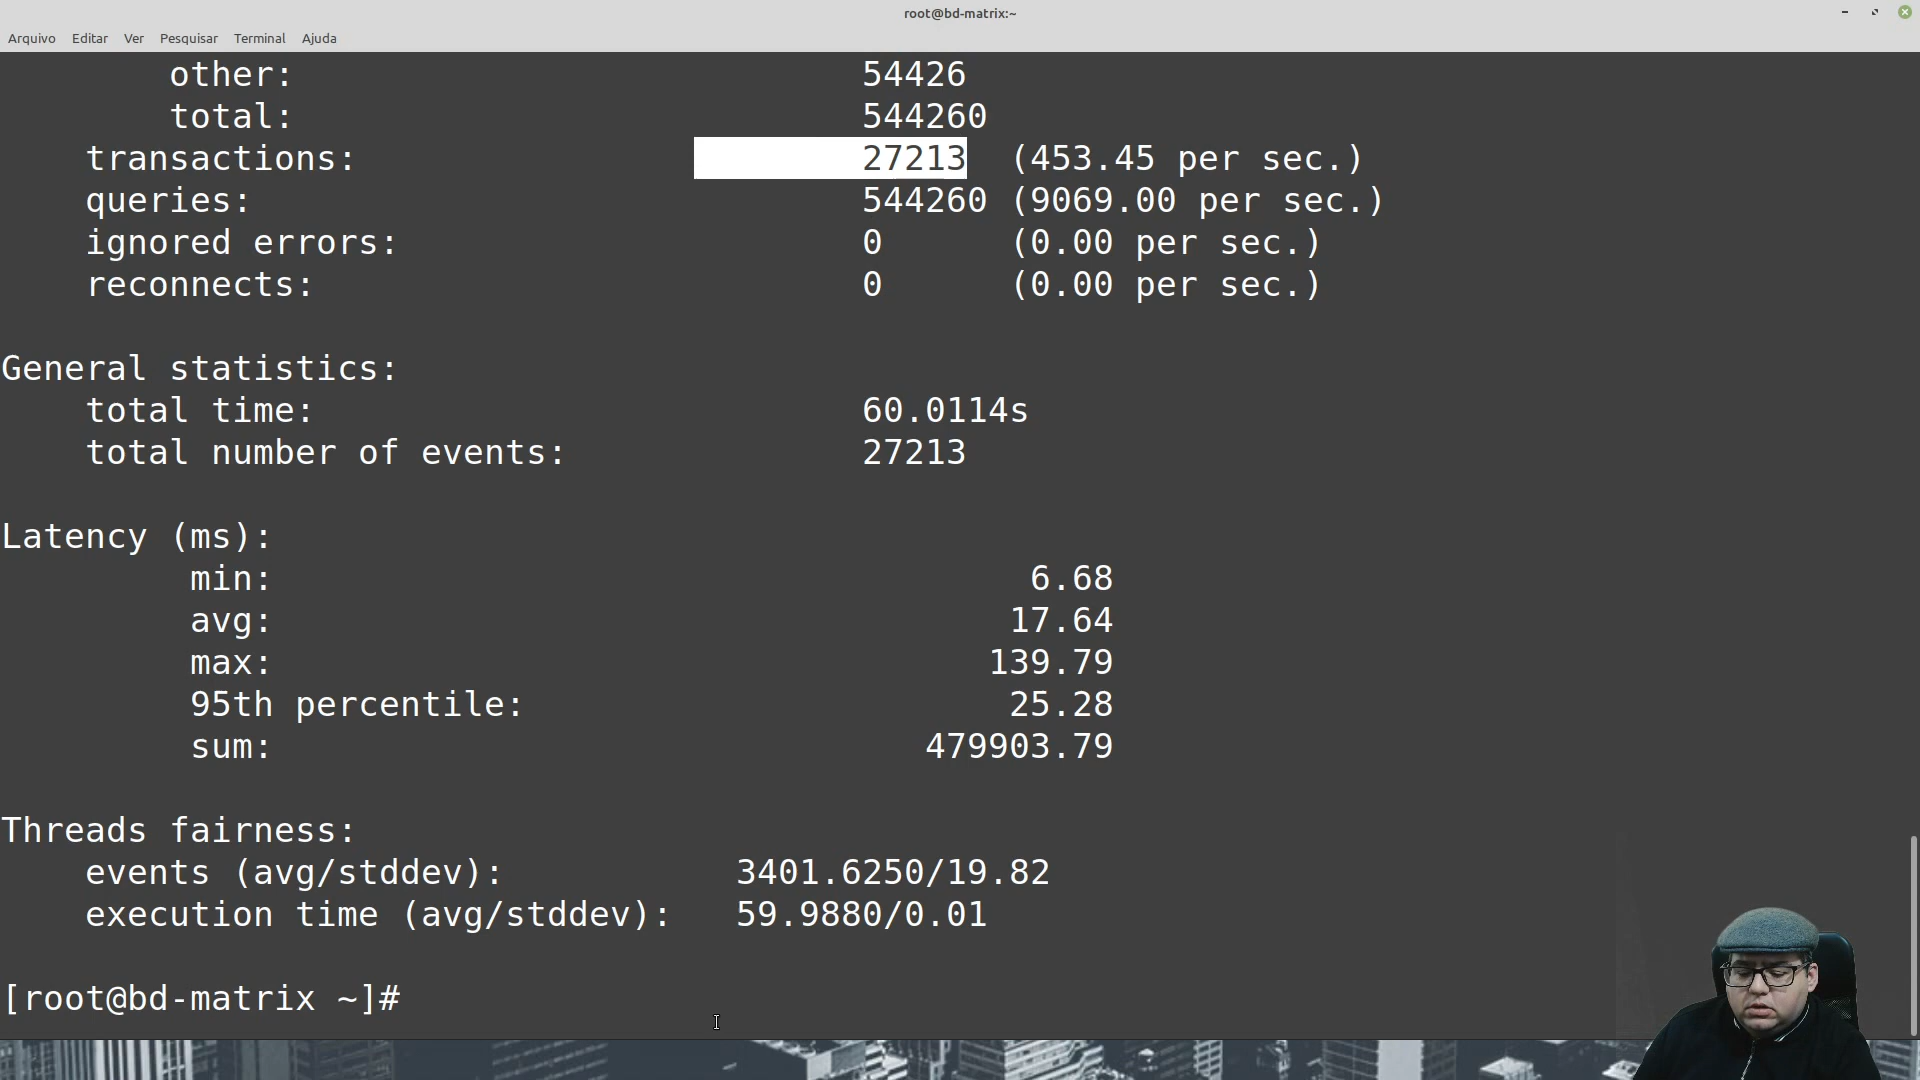 root@bd-matrix:~
Arquivo Editar Ver Pesquisar Terminal Ajuda
other: 54426
total: 544260
transactions: 27213 (453.45 per sec.)
queries: 544260 (9069.00 per sec.)
ignored errors: 0 (0.00 per sec.)
reconnects: 0 (0.00 per sec.)
General statistics:
total time: 60.0114s
total number of events: 27213
Latency (ms):
min: 6.68
avg: 17.64
max: 139.79
95th percentile: 25.28
sum: 479903.79
Threads fairness:
events (avg/stddev): 3401.6250/19.82
execution time (avg/stddev): 59.9880/0.01
[root@bd-matrix ~]#